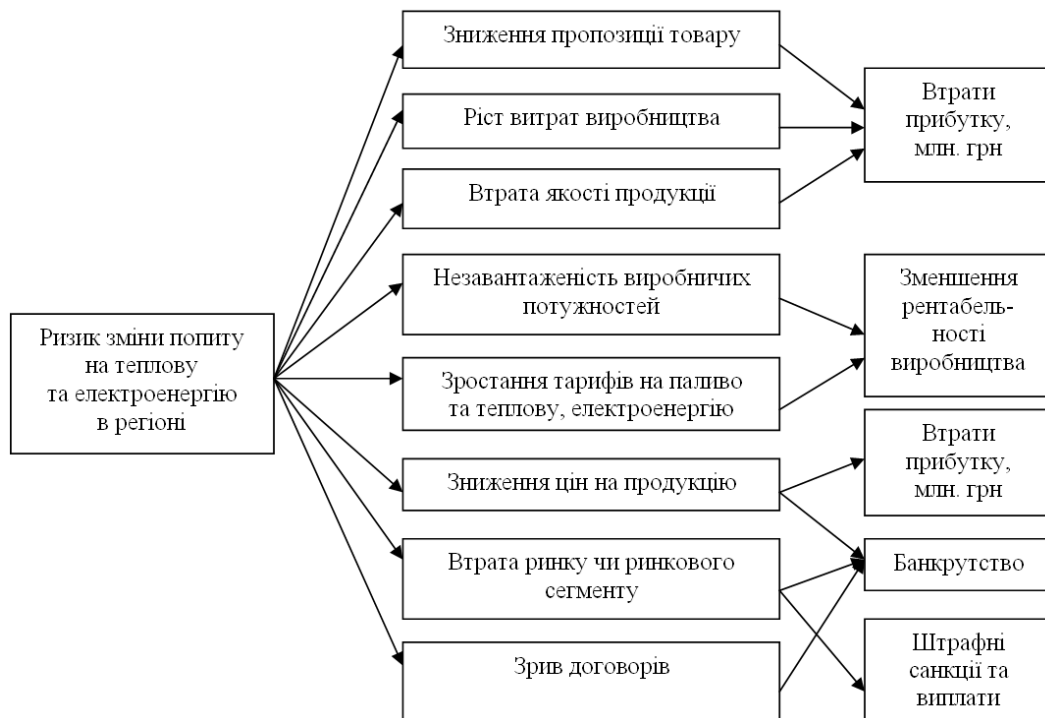 Ризик зміни попиту
на теплову
та електроенергію
в регіоні
Зниження пропозиції товару
Ріст витрат виробництва
Втрата якості продукції
Незавантаженість виробничих
потужностей
Зростання тарифів на паливо
та теплову, електроенергію
Зниження цін на продукцію
Втрата ринку чи ринкового
сегменту
Зрив договорів
Втрати
прибутку,
млн. грн
Зменшення
рентабель-
ності
виробництва
Втрати
прибутку,
млн. грн
Банкрутство
Штрафні
санкції та
виплати